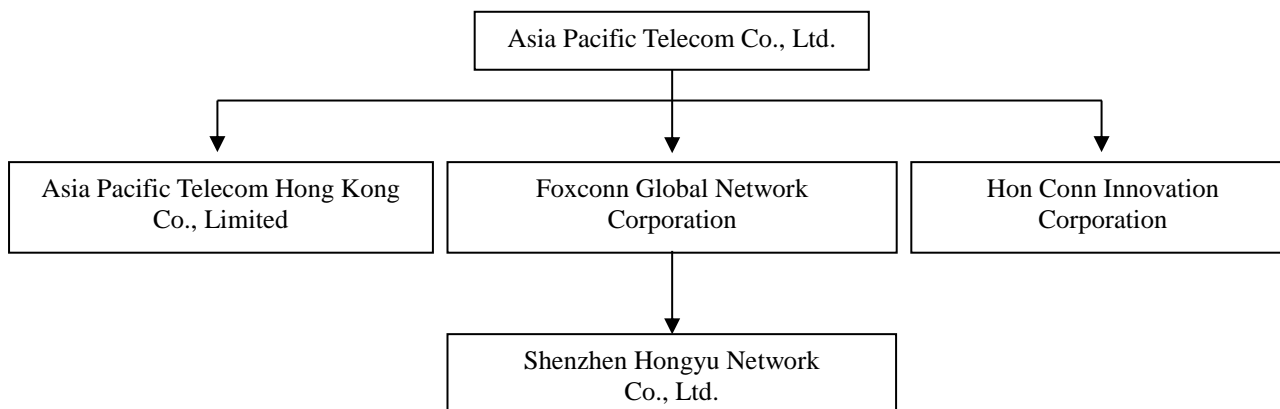 Asia Pacific Telecom Co., Ltd.
Asia Pacific Telecom Hong Kong
Co., Limited
Foxconn Global Network
Corporation
Hon Conn Innovation
Corporation
Shenzhen Hongyu Network
Co., Ltd.